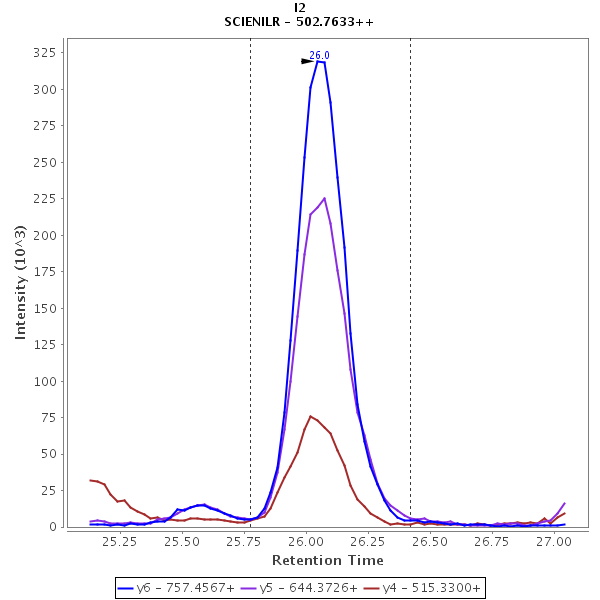 I2
SCIENILR - 502.7633++
26.0
Intensity (10^3)
325
300
275
250
225
200
175
150
125
100
75
50
25
0
25.25 25.50 25.75 26.00 26.25 26.50 26.75 27.00
Retention Time
y6 - 757.4567+ y5 - 644.3726+ y4 - 515.3300+